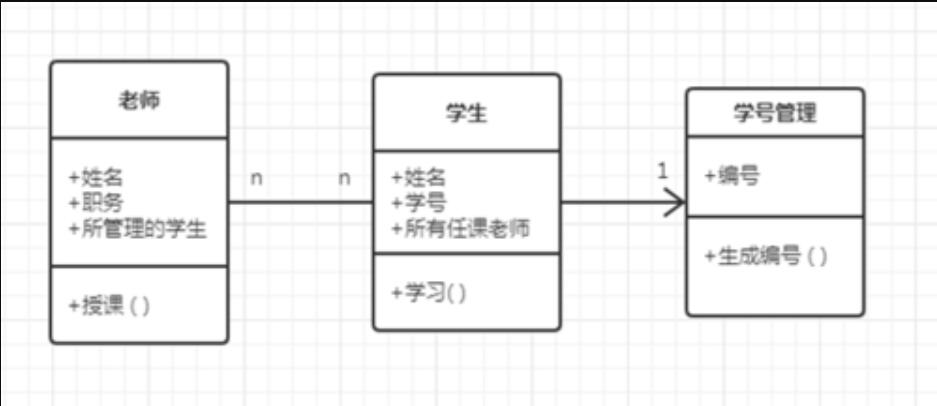 老师
+姓名
+职务
+所管理的学生
+授课()
n
n
学生
+姓名
+学号
+所有任课老师
+学习()
1
学号管理
+编号
+生成编号()